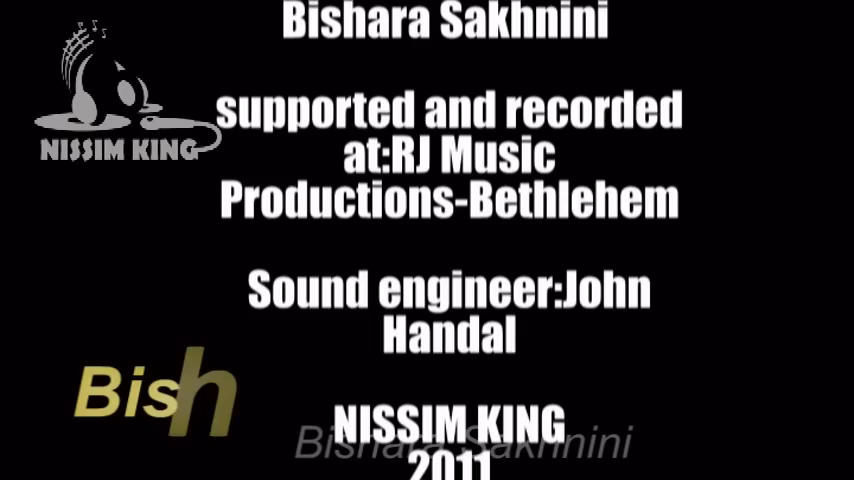 Bishara Sakhnini
supported and recorded
at:RJ Music
Productions-Bethlehem
Sound engineer:John
Handal
NISSIM KING
2011
NISSIM KING
Bish
Bishara Sakhnini